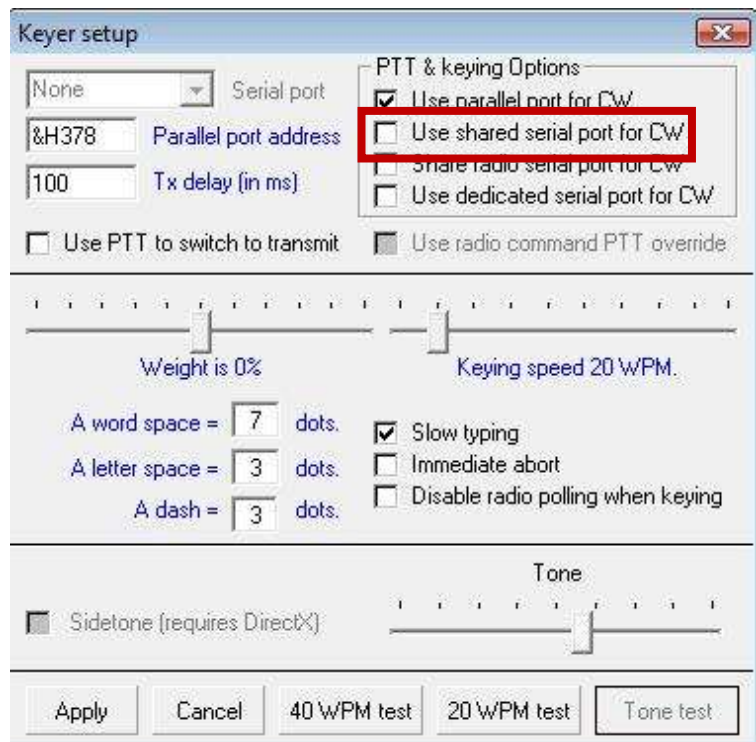 Keyer setup
None Serial port
&H378 Parallel port address
100 Tx delay (in ms)
PTT & keying Options
Use parallel port for CW
Use shared serial port for CW
Share radio serial port for CW
Use dedicated serial port for CW
Use PTT to switch to transmit
Use radio command PTT override
Weight is 0%
Keying speed 20 WPM.
A word space = 7 dots.
A letter space = 3 dots.
A dash = 3 dots.
Slow typing
Immediate abort
Disable radio polling when keying
Sidetone (requires DirectX)
Tone
Apply
Cancel
40 WPM test
20 WPM test
Tone test